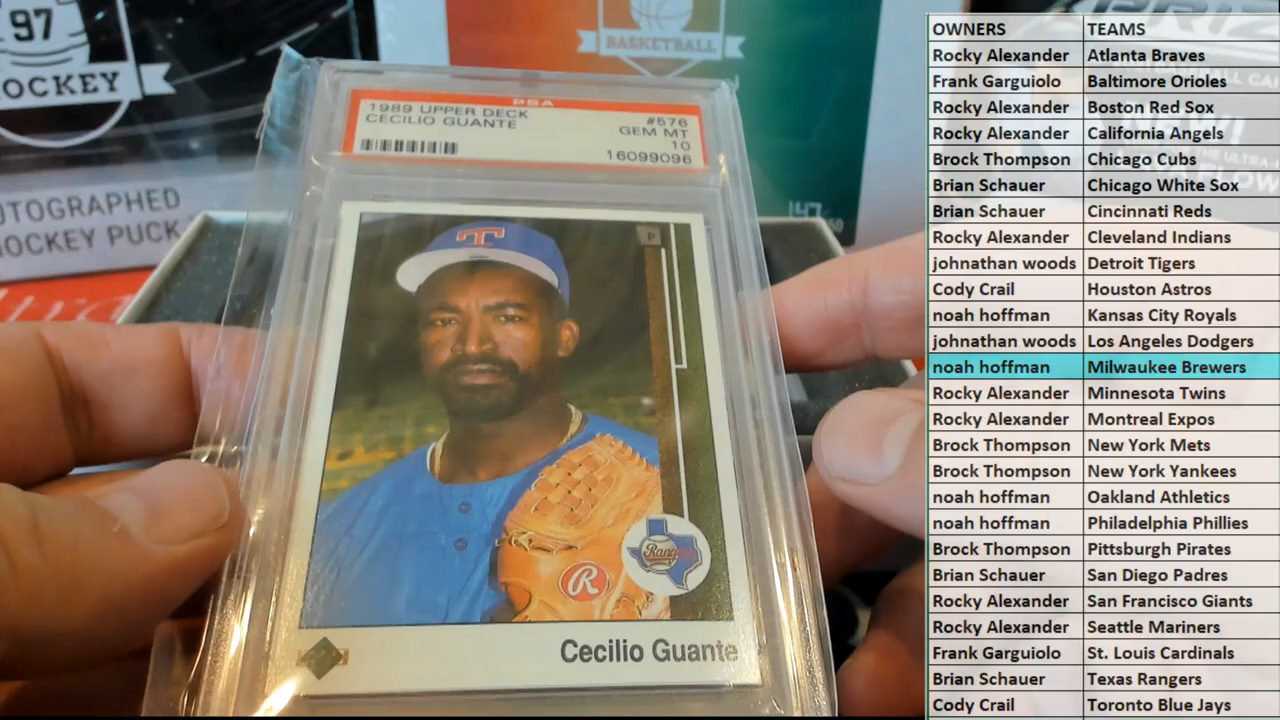 97
OCKEY
UTOGRAPHED
HOCKEY PUCK
BASKETBALL
PSA
1989 UPPER DECK #576
CECILIO GUANTE GEM MT
10
16099096
T
P
Rangers
R
Cecilio Guante
OWNERS TEAMS
Rocky Alexander Atlanta Braves
Frank Garguiolo Baltimore Orioles
Rocky Alexander Boston Red Sox
Rocky Alexander California Angels
Brock Thompson Chicago Cubs
Brian Schauer Chicago White Sox
Brian Schauer Cincinnati Reds
Rocky Alexander Cleveland Indians
johnathan woods Detroit Tigers
Cody Crail Houston Astros
noah hoffman Kansas City Royals
johnathan woods Los Angeles Dodgers
noah hoffman Milwaukee Brewers
Rocky Alexander Minnesota Twins
Rocky Alexander Montreal Expos
Brock Thompson New York Mets
Brock Thompson New York Yankees
noah hoffman Oakland Athletics
noah hoffman Philadelphia Phillies
Brock Thompson Pittsburgh Pirates
Brian Schauer San Diego Padres
Rocky Alexander San Francisco Giants
Rocky Alexander Seattle Mariners
Frank Garguiolo St. Louis Cardinals
Brian Schauer Texas Rangers
Cody Crail Toronto Blue Jays